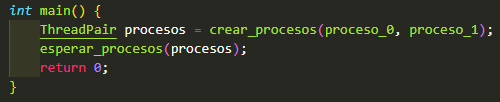 int main() {
    ThreadPair procesos = crear_procesos(proceso_0, proceso_1);
    esperar_procesos(procesos);
    return 0;
}